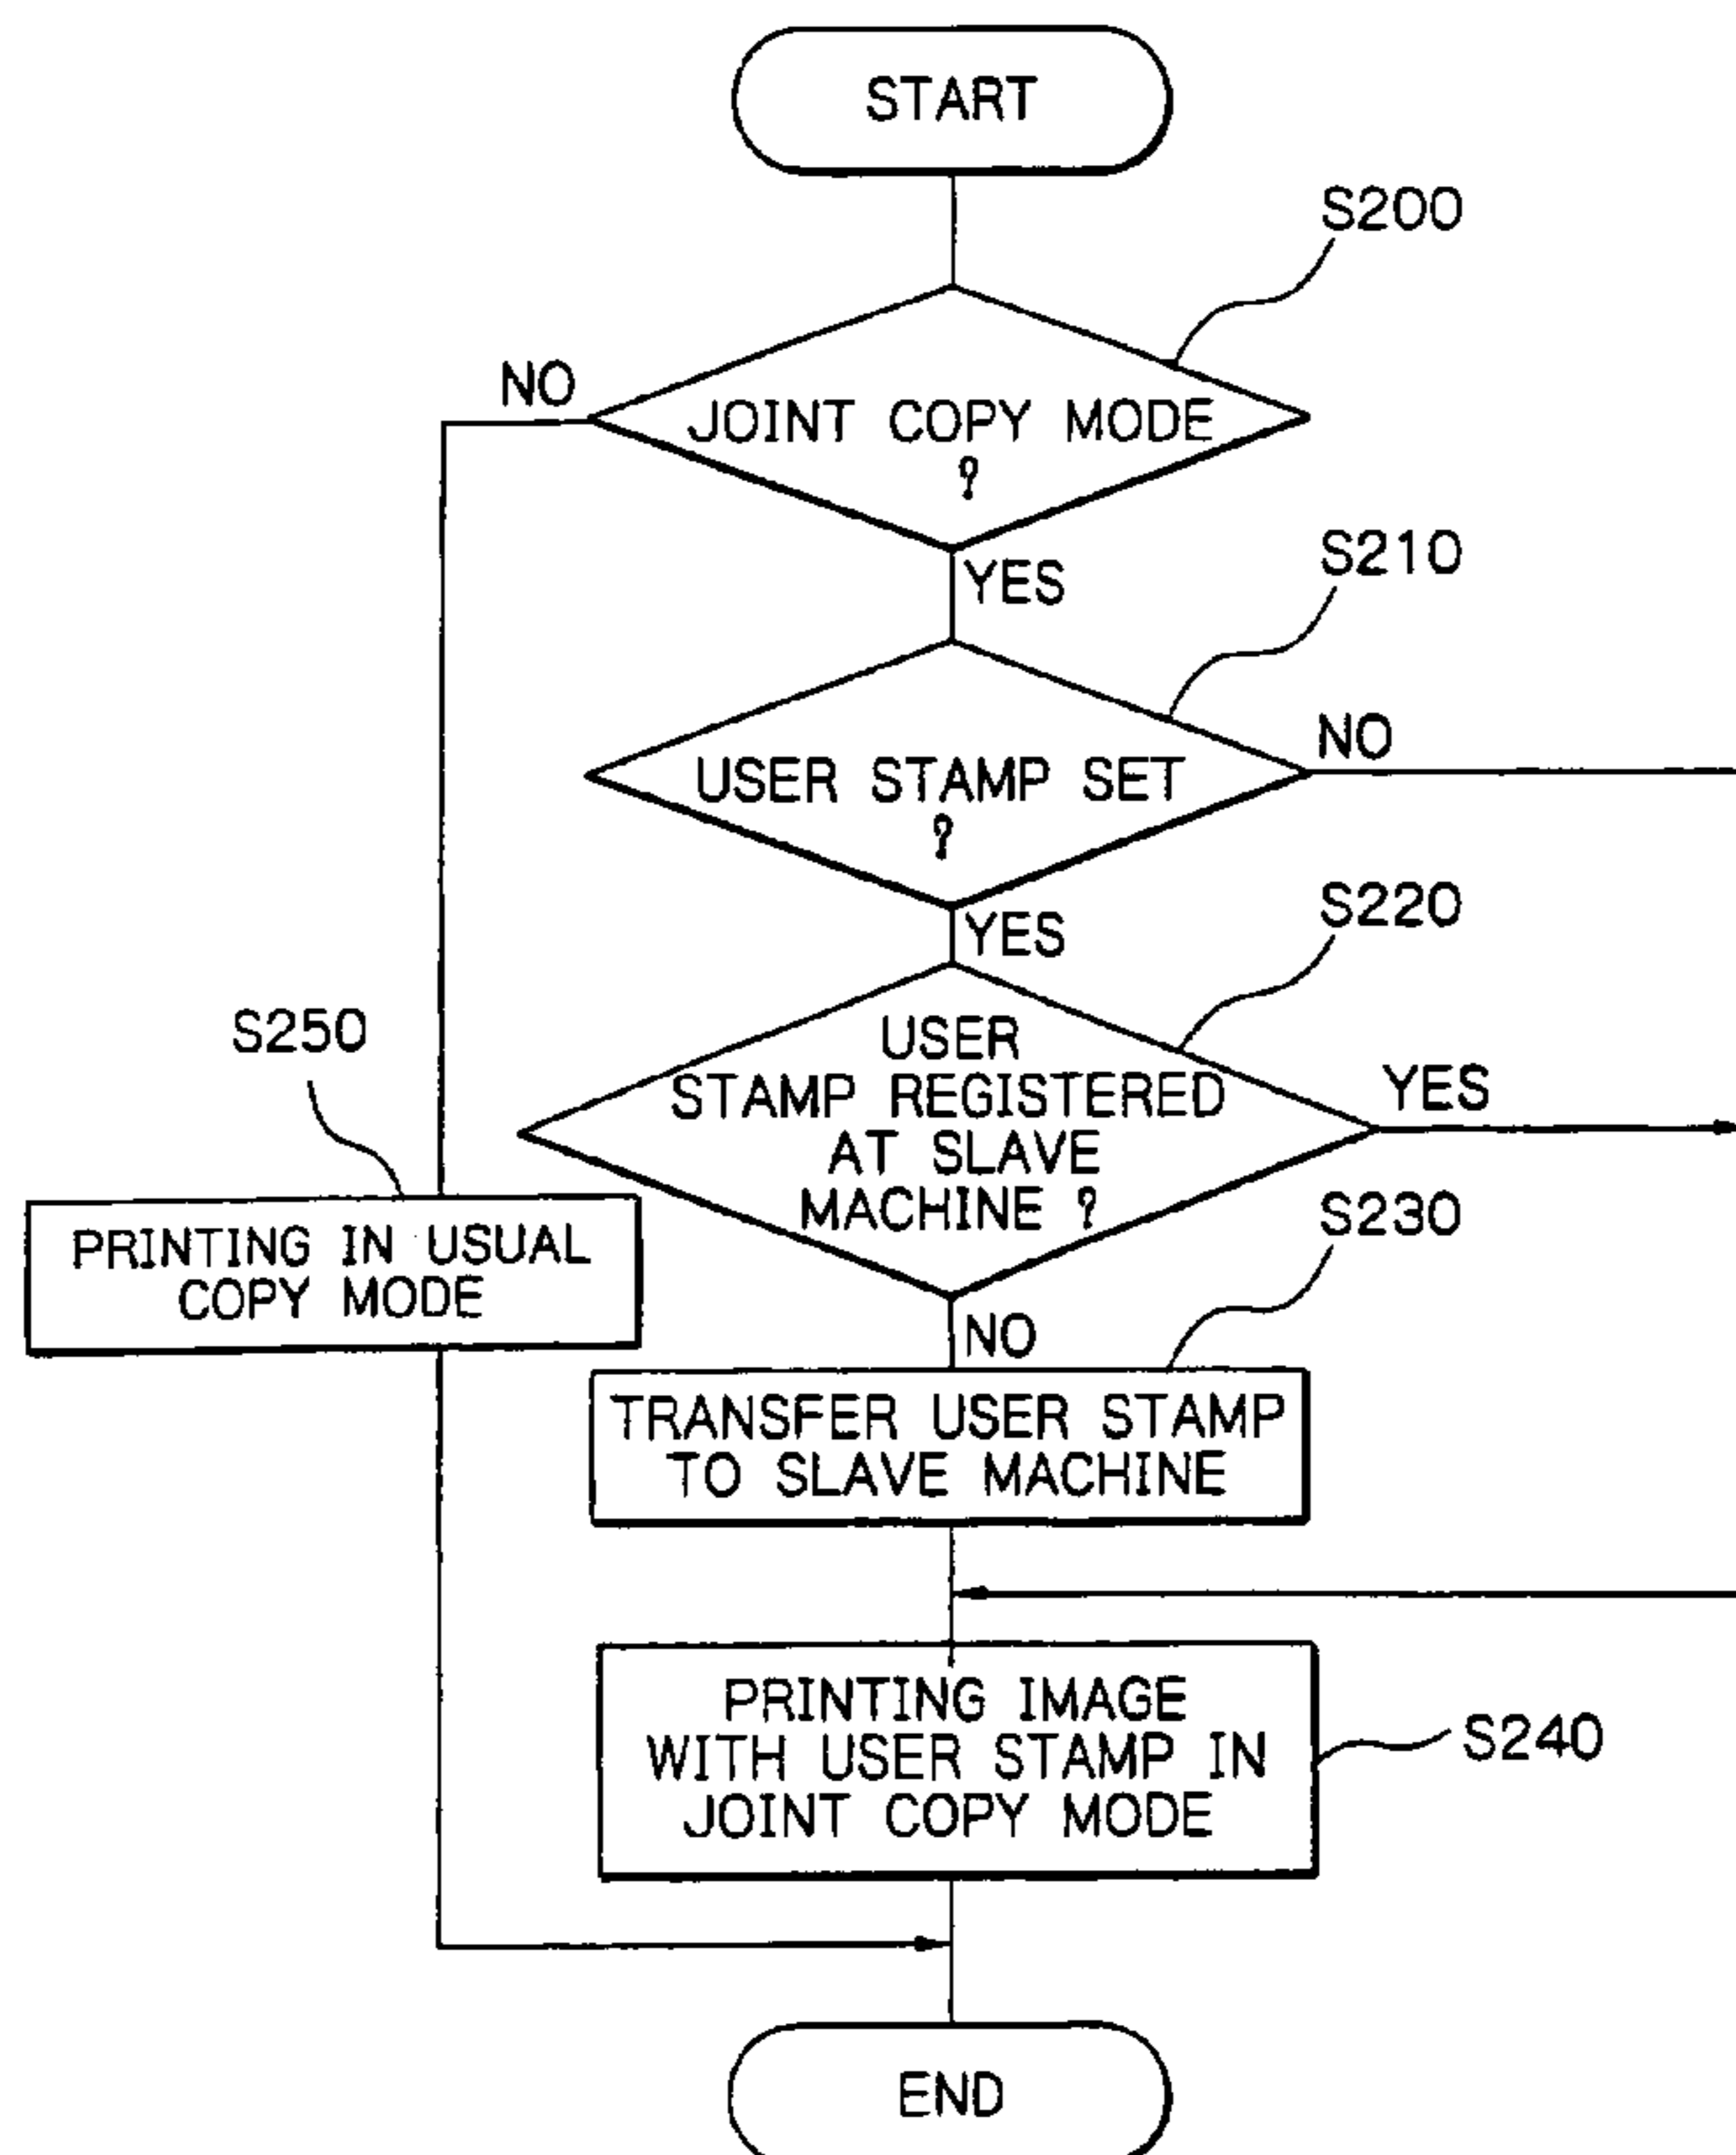 START
S200
NO
JOINT COPY MODE
?
YES
S210
USER STAMP SET
?
NO
YES
S220
USER
STAMP REGISTERED
AT SLAVE
MACHINE ?
YES
S250
PRINTING IN USUAL
COPY MODE
S230
NO
TRANSFER USER STAMP
TO SLAVE MACHINE
PRINTING IMAGE
WITH USER STAMP IN
JOINT COPY MODE
S240
END